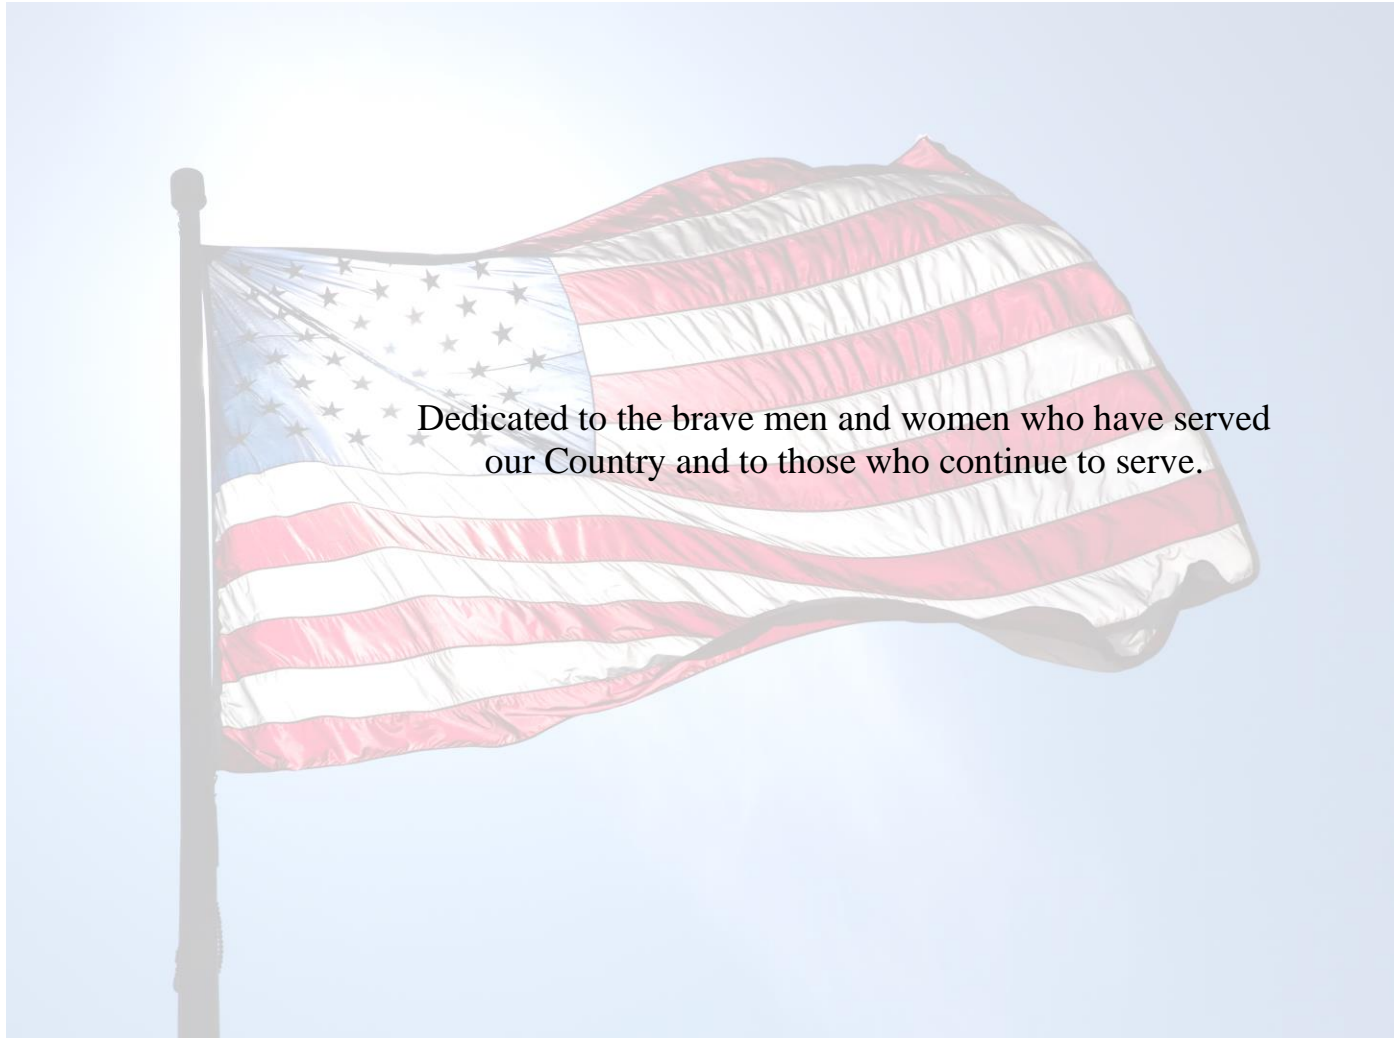 Dedicated to the brave men and women who have served
our Country and to those who continue to serve.